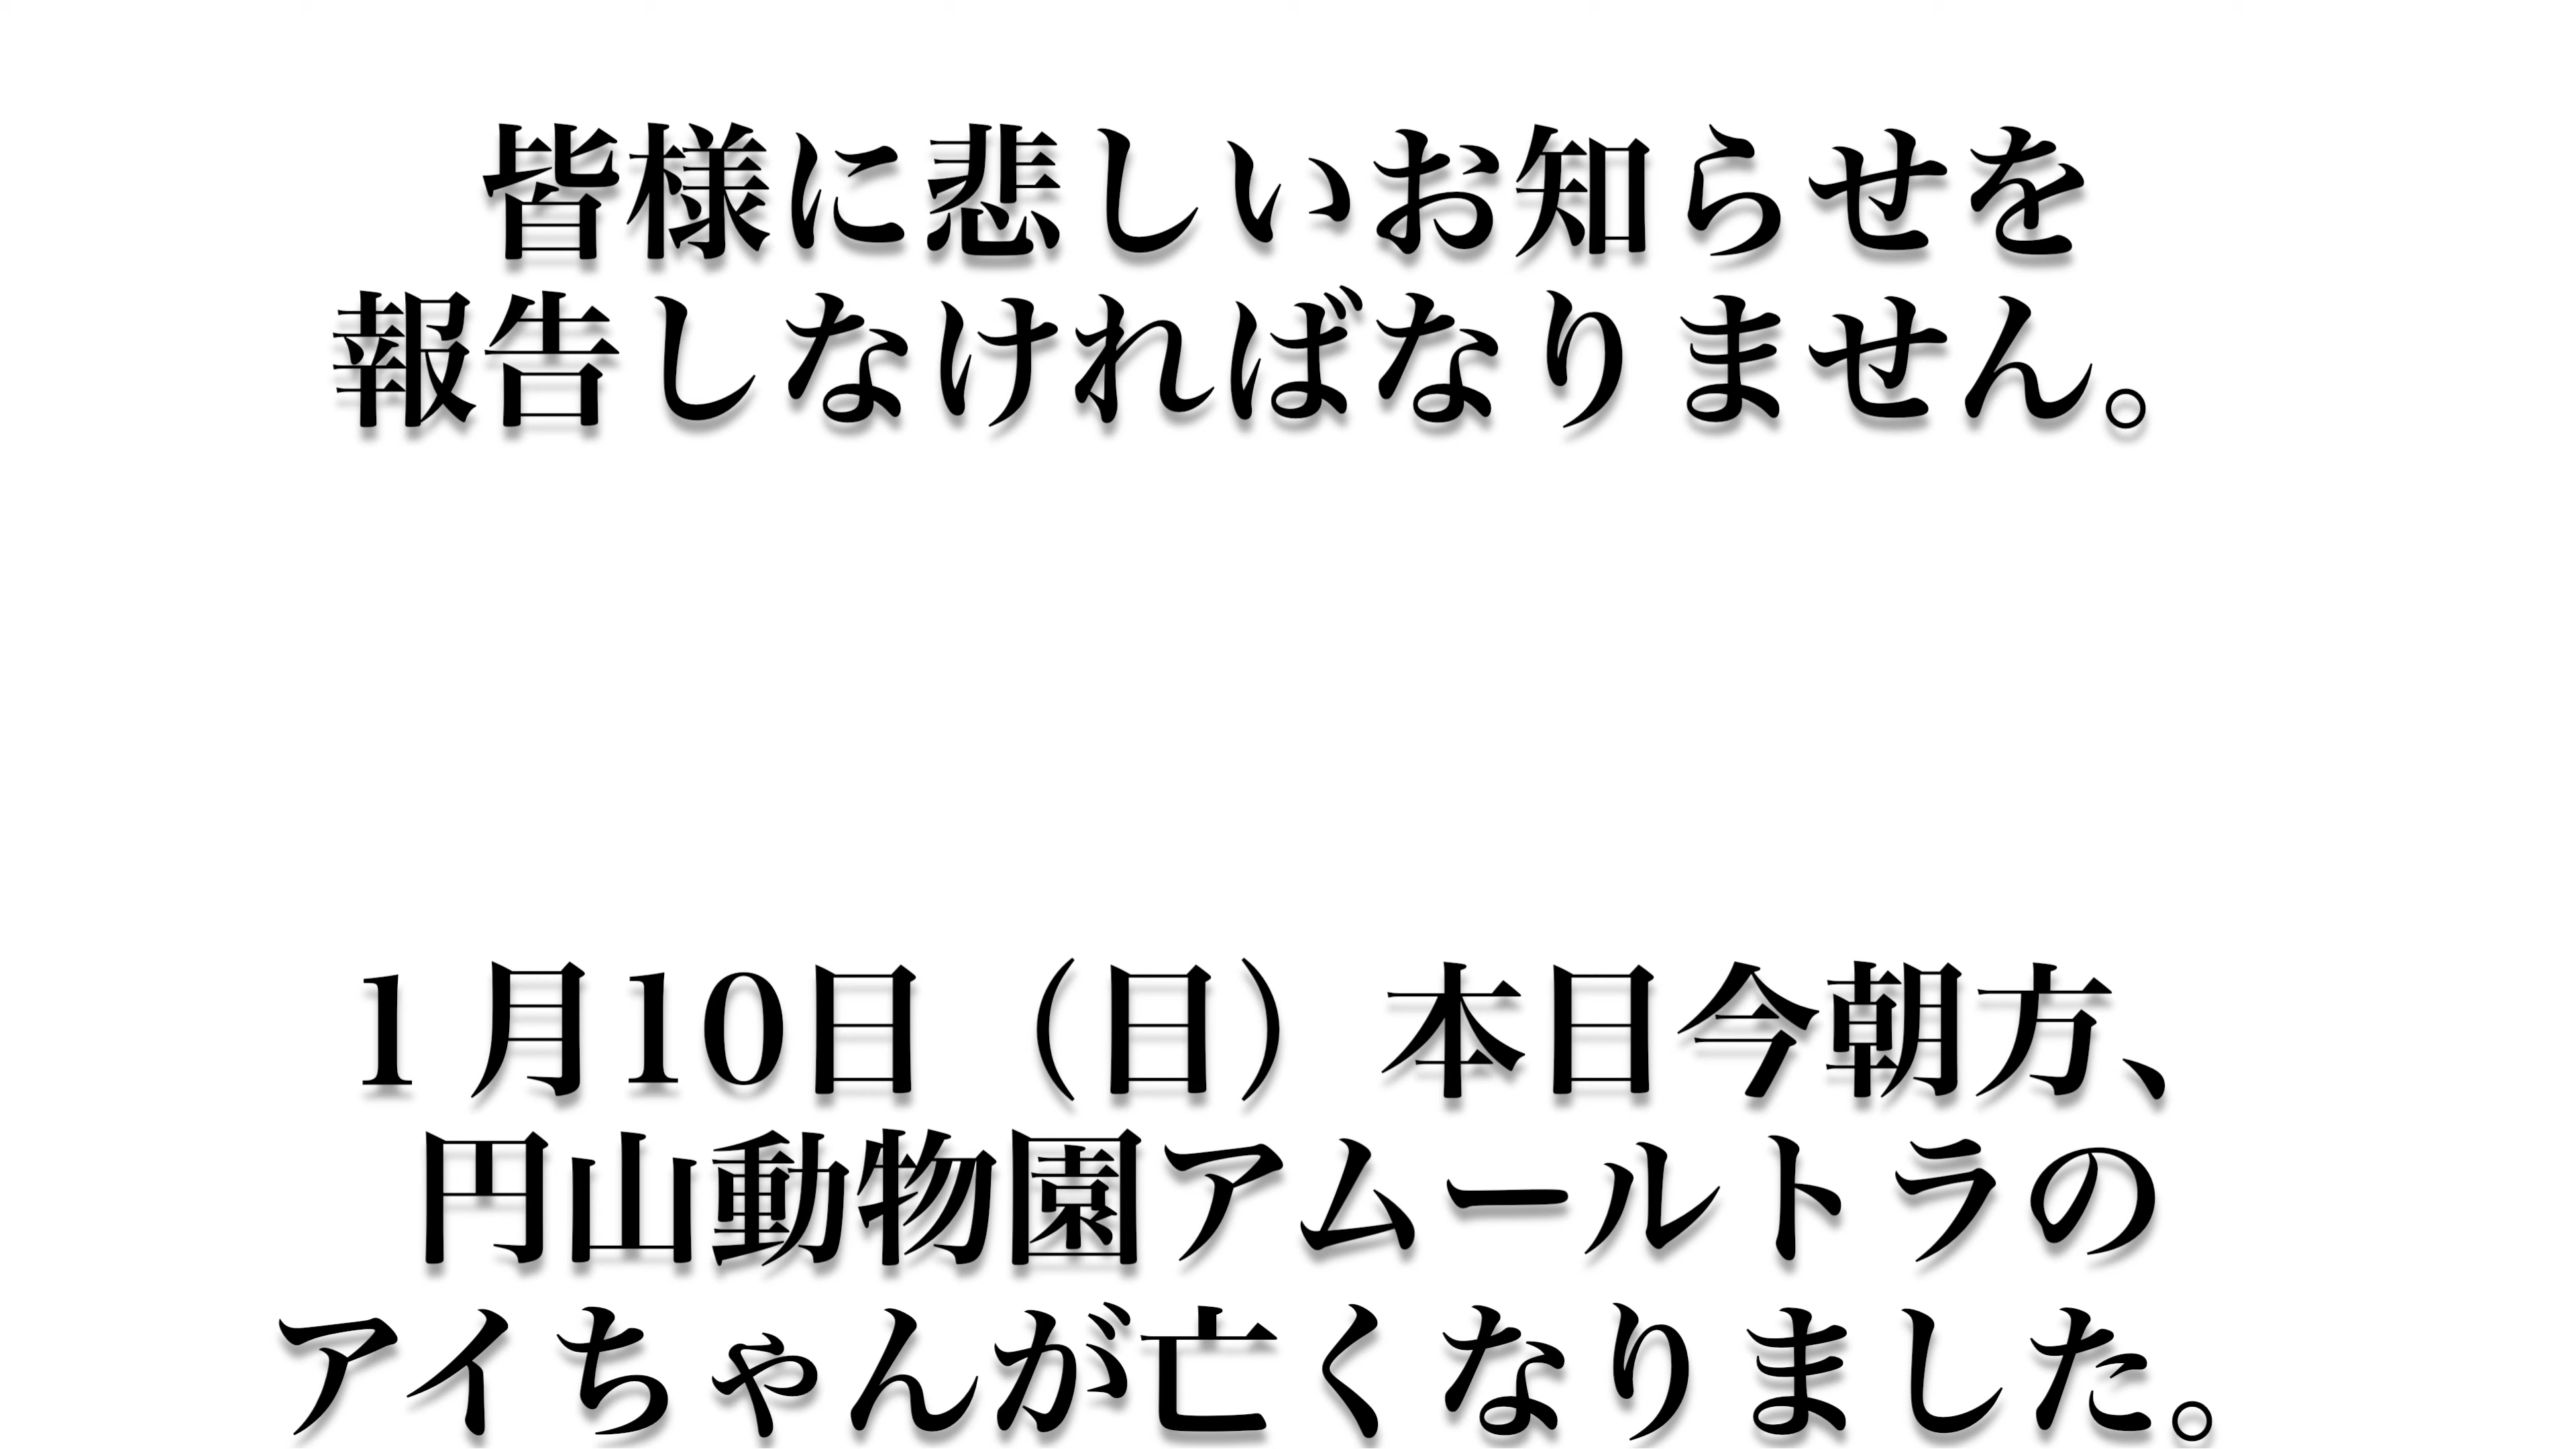 皆様に悲しいお知らせを
報告しなければなりません。
1月10日（日）本日今朝方、
円山動物園アムールトラの
アイちゃんが亡くなりました。